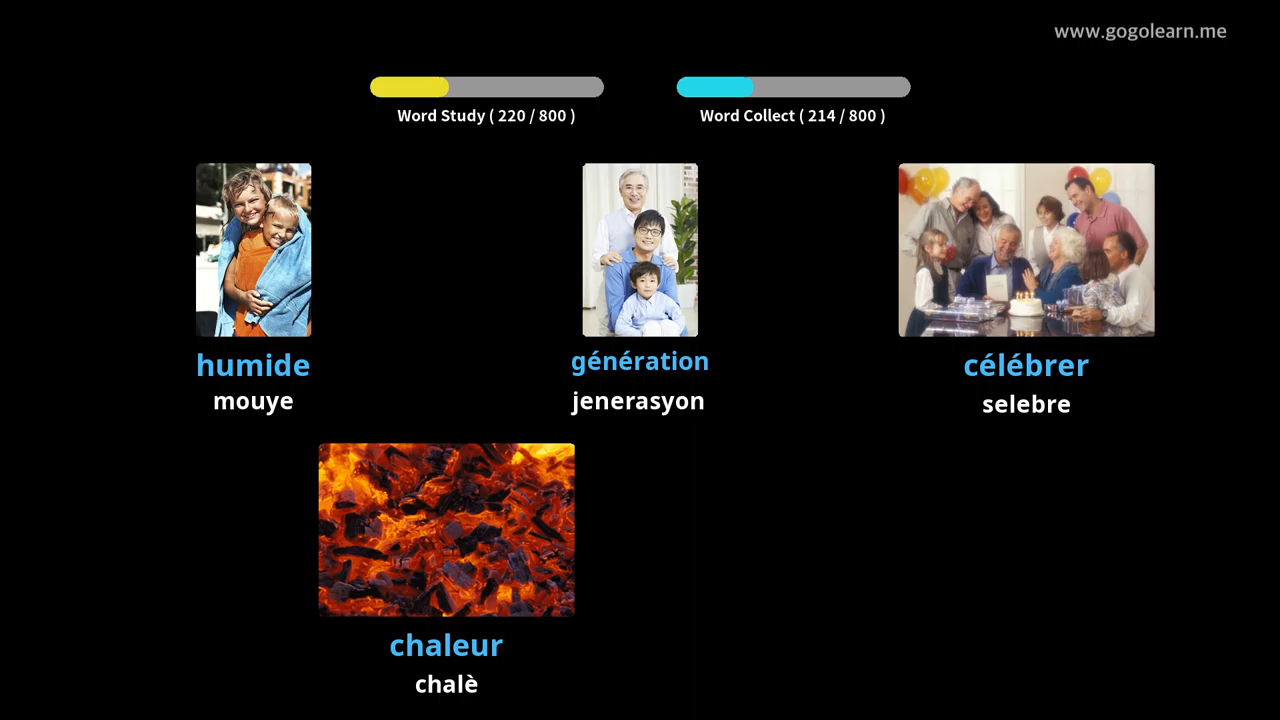 www.gogolearn.me
Word Study ( 220 / 800 )
Word Collect ( 214 / 800 )
humide
mouye
génération
jenerasyon
célébrer
selebre
chaleur
chalè